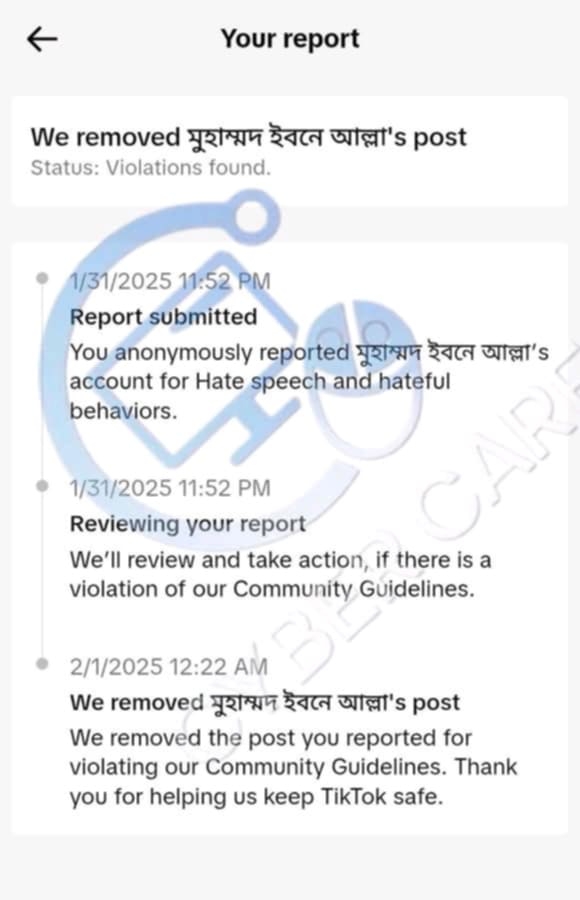 Your report
We removed মুহাম্মদ ইবনে আল্লা's post
Status: Violations found.
1/31/2025 11:52 PM
Report submitted
You anonymously reported মুহাম্মদ ইবনে আল্লা's
account for Hate speech and hateful
behaviors.
1/31/2025 11:52 PM
Reviewing your report
We'll review and take action, if there is a
violation of our Community Guidelines.
2/1/2025 12:22 AM
We removed মুহাম্মদ ইবনে আল্লা's post
We removed the post you reported for
violating our Community Guidelines. Thank
you for helping us keep TikTok safe.
CYBER CARE